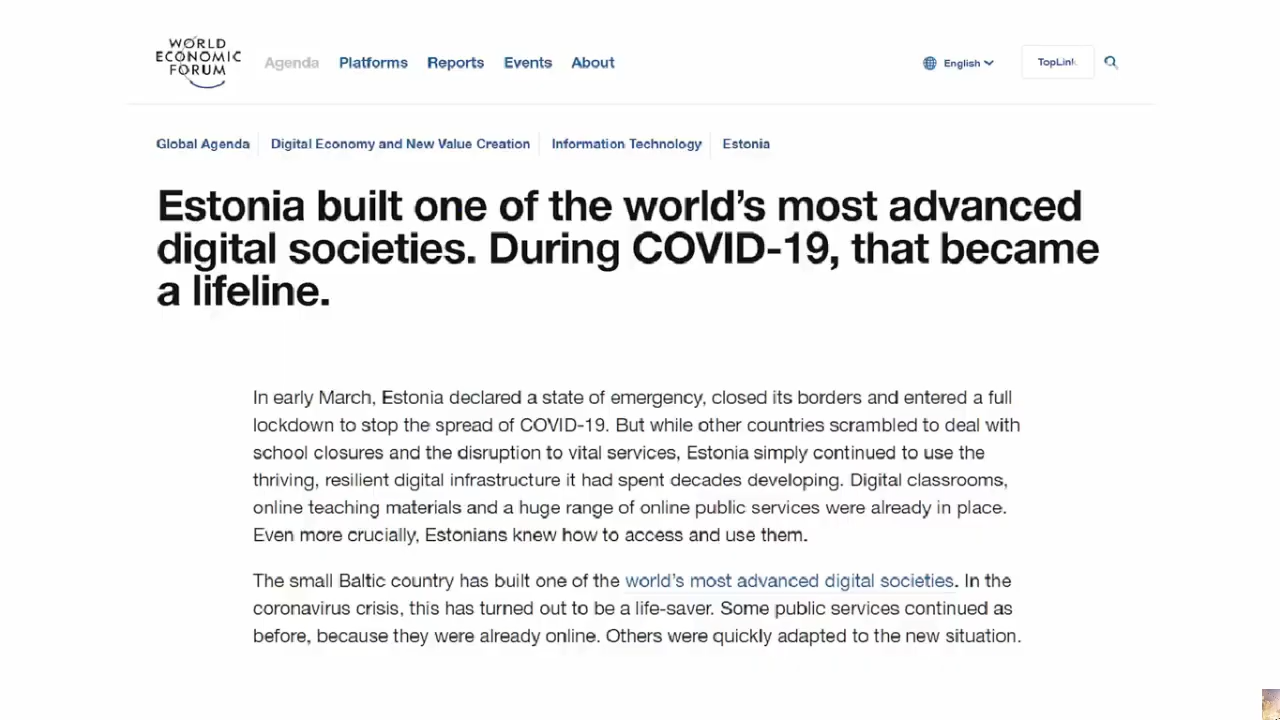 WORLD
ECONOMIC
FORUM
Agenda Platforms Reports Events About English TopLink
Global Agenda Digital Economy and New Value Creation Information Technology Estonia
Estonia built one of the world's most advanced
digital societies. During COVID-19, that became
a lifeline.
In early March, Estonia declared a state of emergency, closed its borders and entered a full
lockdown to stop the spread of COVID-19. But while other countries scrambled to deal with
school closures and the disruption to vital services, Estonia simply continued to use the
thriving, resilient digital infrastructure it had spent decades developing. Digital classrooms,
online teaching materials and a huge range of online public services were already in place.
Even more crucially, Estonians knew how to access and use them.
The small Baltic country has built one of the world's most advanced digital societies. In the
coronavirus crisis, this has turned out to be a life-saver. Some public services continued as
before, because they were already online. Others were quickly adapted to the new situation.